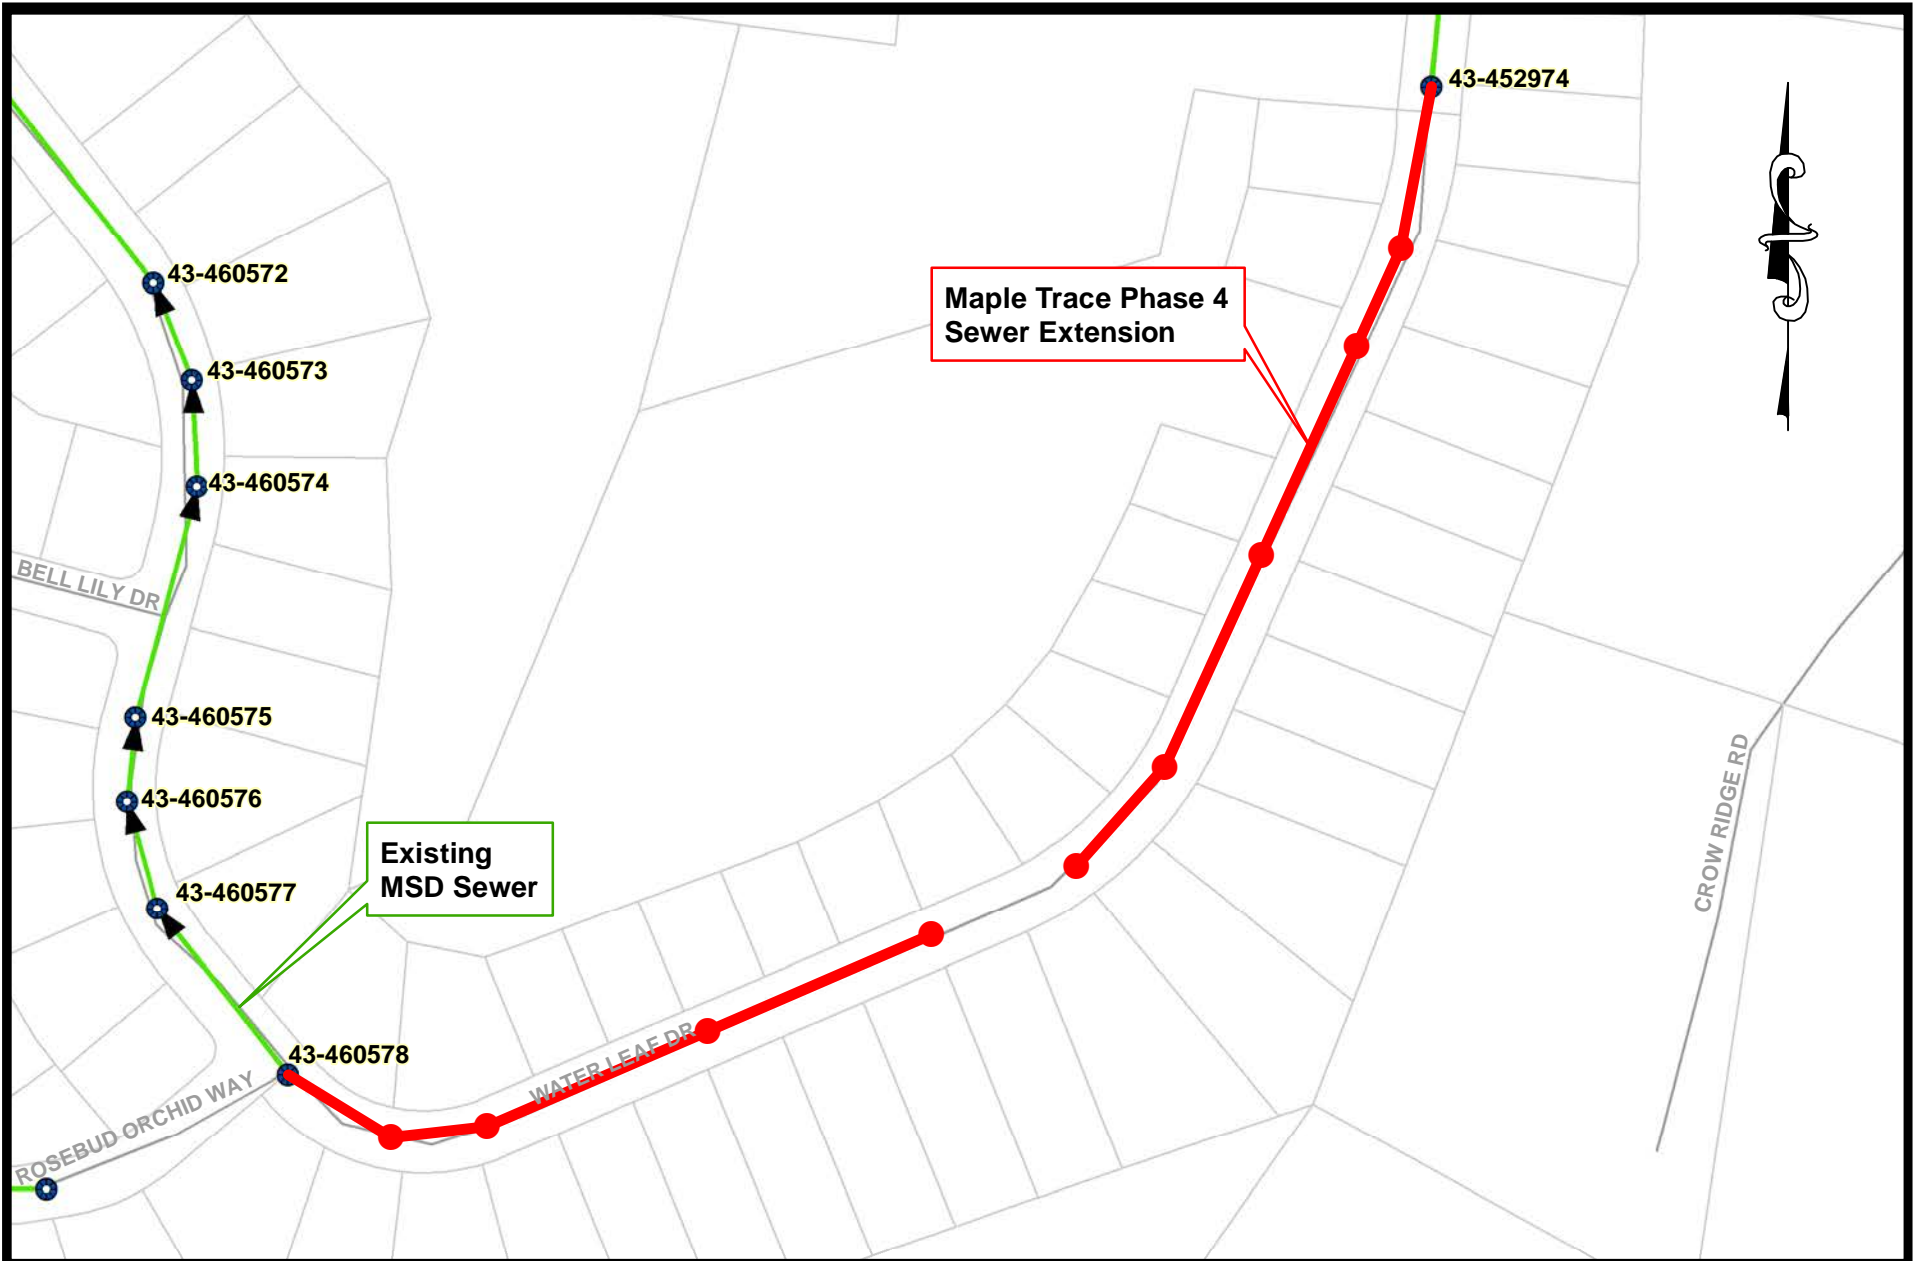 43-452974
43-460572
Maple Trace Phase 4
Sewer Extension
43-460573
43-460574
BELL LILY DR
43-460575
43-460576
CROW RIDGE RD
Existing
MSD Sewer
43-460577
43-460578
WATER LEAF DR
ROSEBUD ORCHID WAY